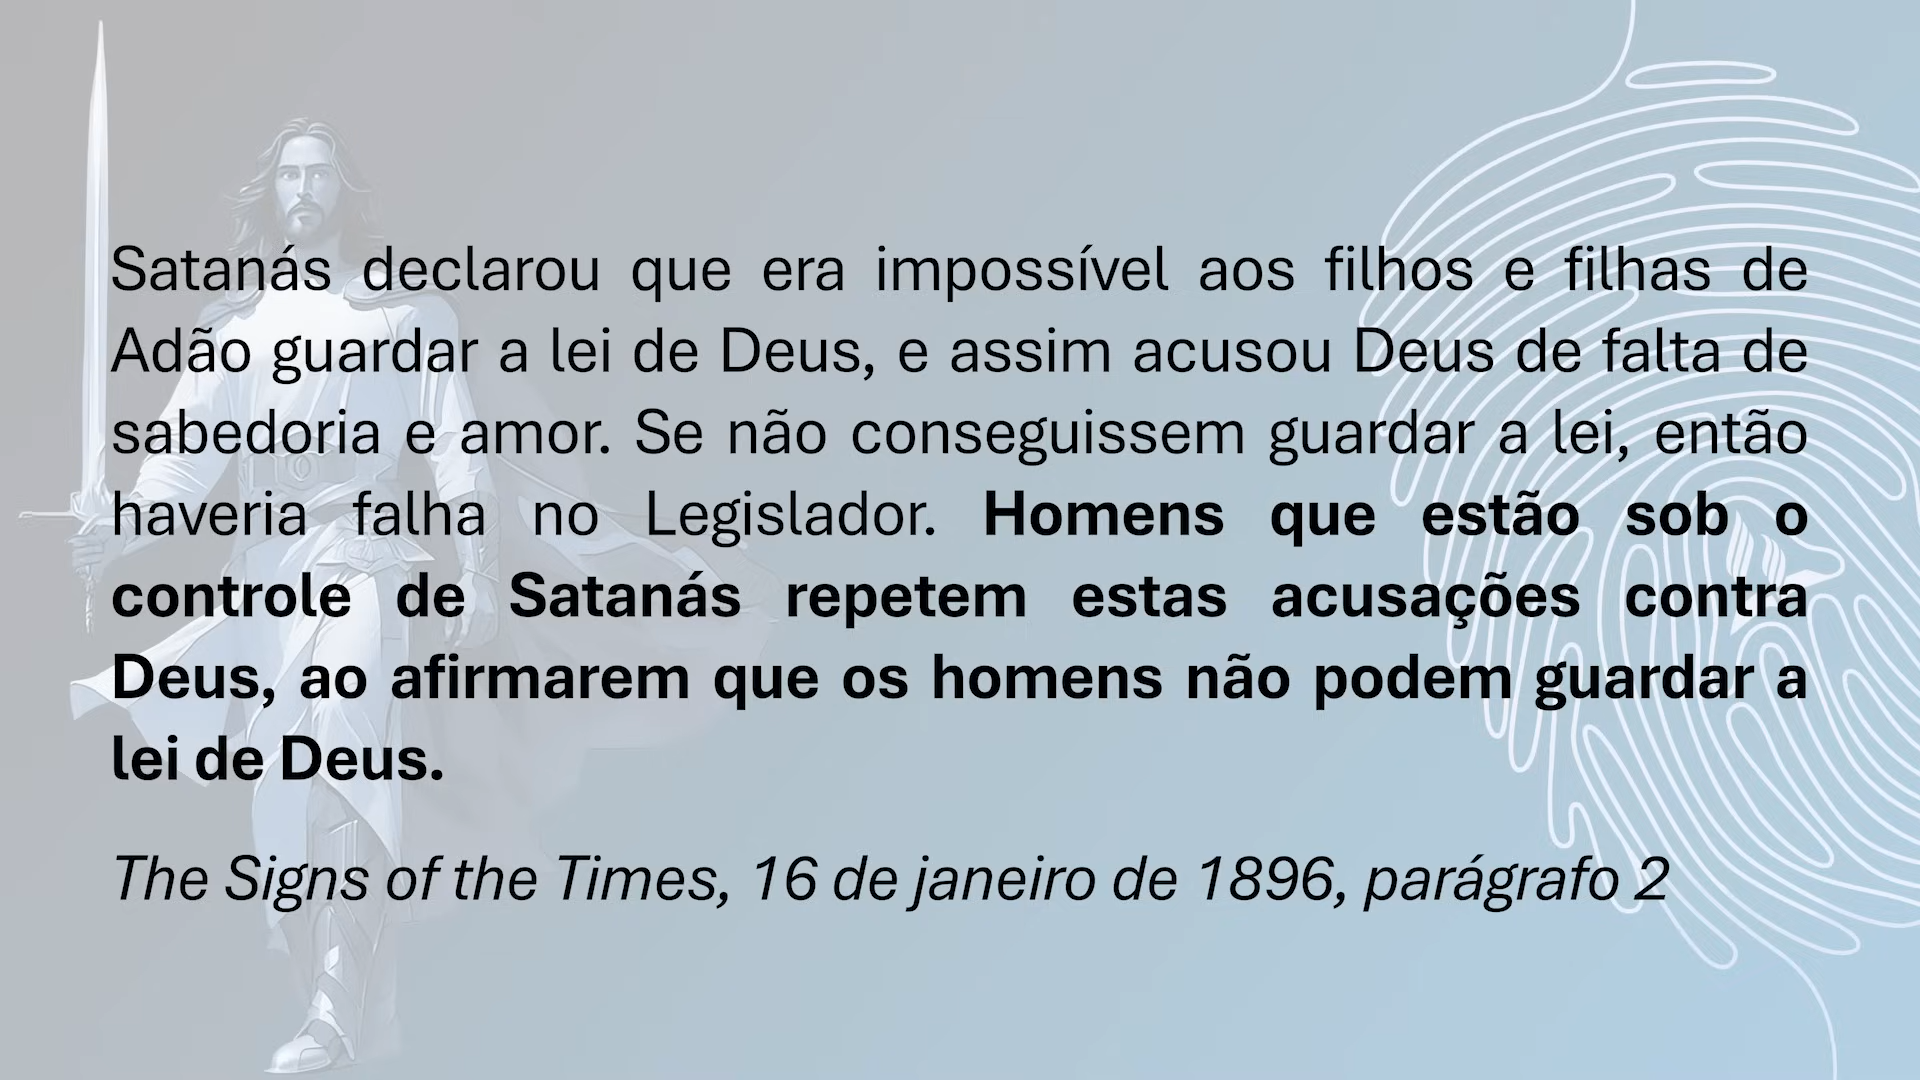 Satanás declarou que era impossível aos filhos e filhas de
Adão guardar a lei de Deus, e assim acusou Deus de falta de
sabedoria e amor. Se não conseguissem guardar a lei, então
haveria falha no Legislador. Homens que estão sob o
controle de Satanás repetem estas acusações contra
Deus, ao afirmarem que os homens não podem guardar a
lei de Deus.
The Signs of the Times, 16 de janeiro de 1896, parágrafo 2